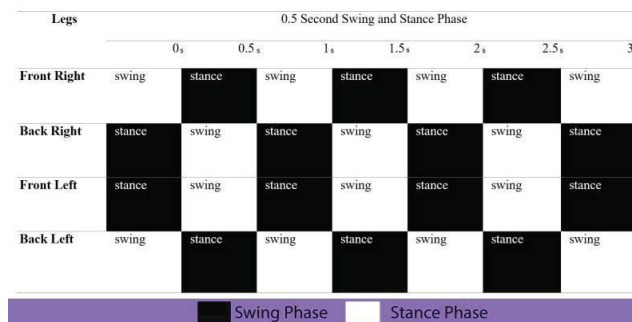 Legs 0.5 Second Swing and Stance Phase
0s 0.5s 1s 1.5s 2s 2.5s 3
Front Right swing stance swing stance swing stance swing
Back Right stance swing stance swing stance swing stance
Front Left stance swing stance swing stance swing stance
Back Left swing stance swing stance swing stance swing
Swing Phase Stance Phase